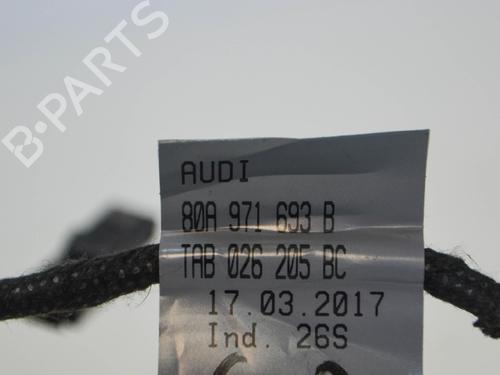 B-PARTS
AUDI
80A 971 693 B
TAB 026 205 BC
17.03.2017
Ind. 26S